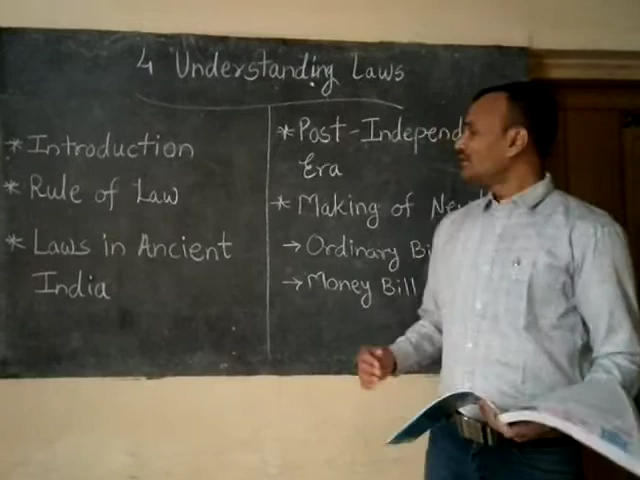 4 Understanding Laws
* Introduction
* Rule of Law
* Laws in Ancient
India
* Post-Independ
Era
* Making of New
→ Ordinary Bi
→ Money Bill